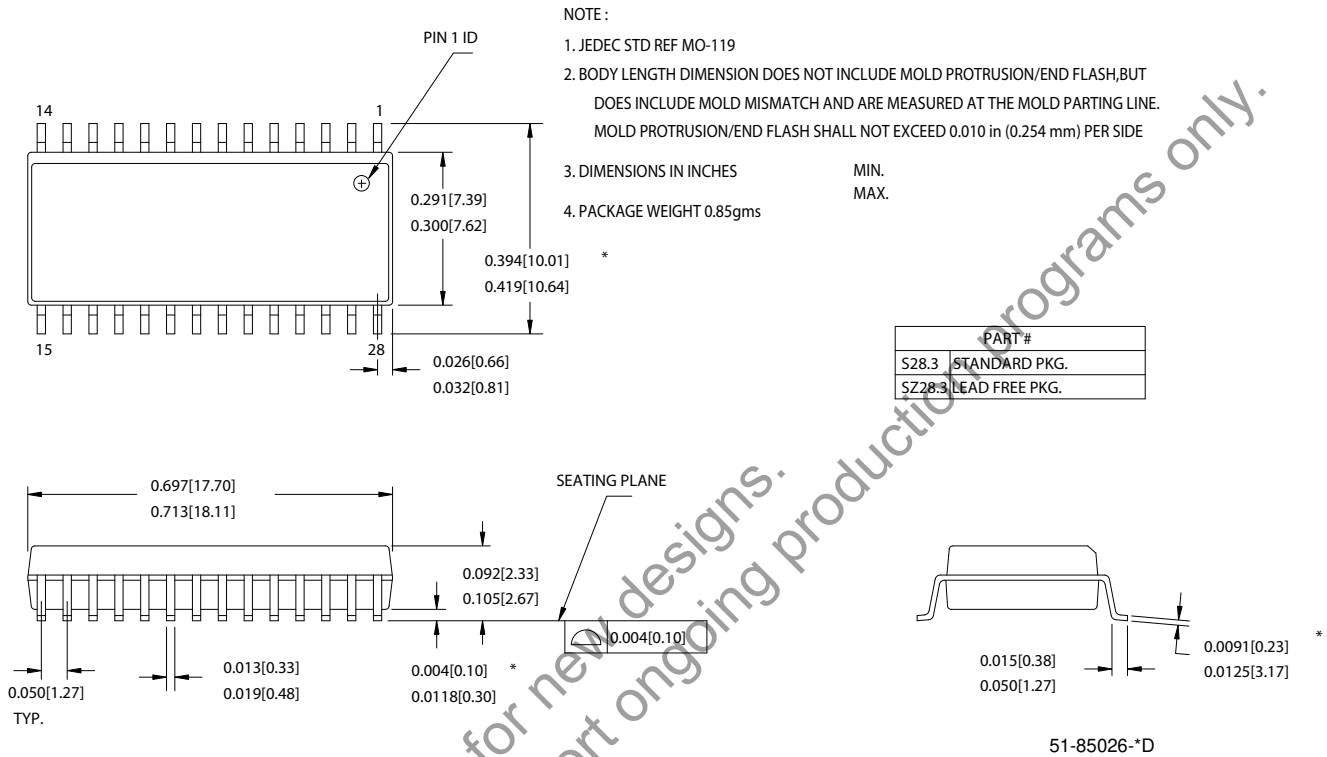 NOTE :
1. JEDEC STD REF MO-119
2. BODY LENGTH DIMENSION DOES NOT INCLUDE MOLD PROTRUSION/END FLASH,BUT
DOES INCLUDE MOLD MISMATCH AND ARE MEASURED AT THE MOLD PARTING LINE.
MOLD PROTRUSION/END FLASH SHALL NOT EXCEED 0.010 in (0.254 mm) PER SIDE
3. DIMENSIONS IN INCHES MIN.
MAX.
4. PACKAGE WEIGHT 0.85gms
PIN 1 ID
14 1
0.291[7.39]
0.300[7.62]
0.394[10.01] *
0.419[10.64]
15 28
0.026[0.66]
0.032[0.81]
PART #
S28.3 STANDARD PKG.
SZ28.3 LEAD FREE PKG.
0.697[17.70]
0.713[18.11]
SEATING PLANE
0.092[2.33]
0.105[2.67]
0.004[0.10]
0.050[1.27]
TYP.
0.013[0.33]
0.019[0.48]
0.004[0.10] *
0.0118[0.30]
0.015[0.38]
0.050[1.27]
0.0091[0.23] *
0.0125[3.17]
51-85026-*D
for new designs.
ongoing production programs only.